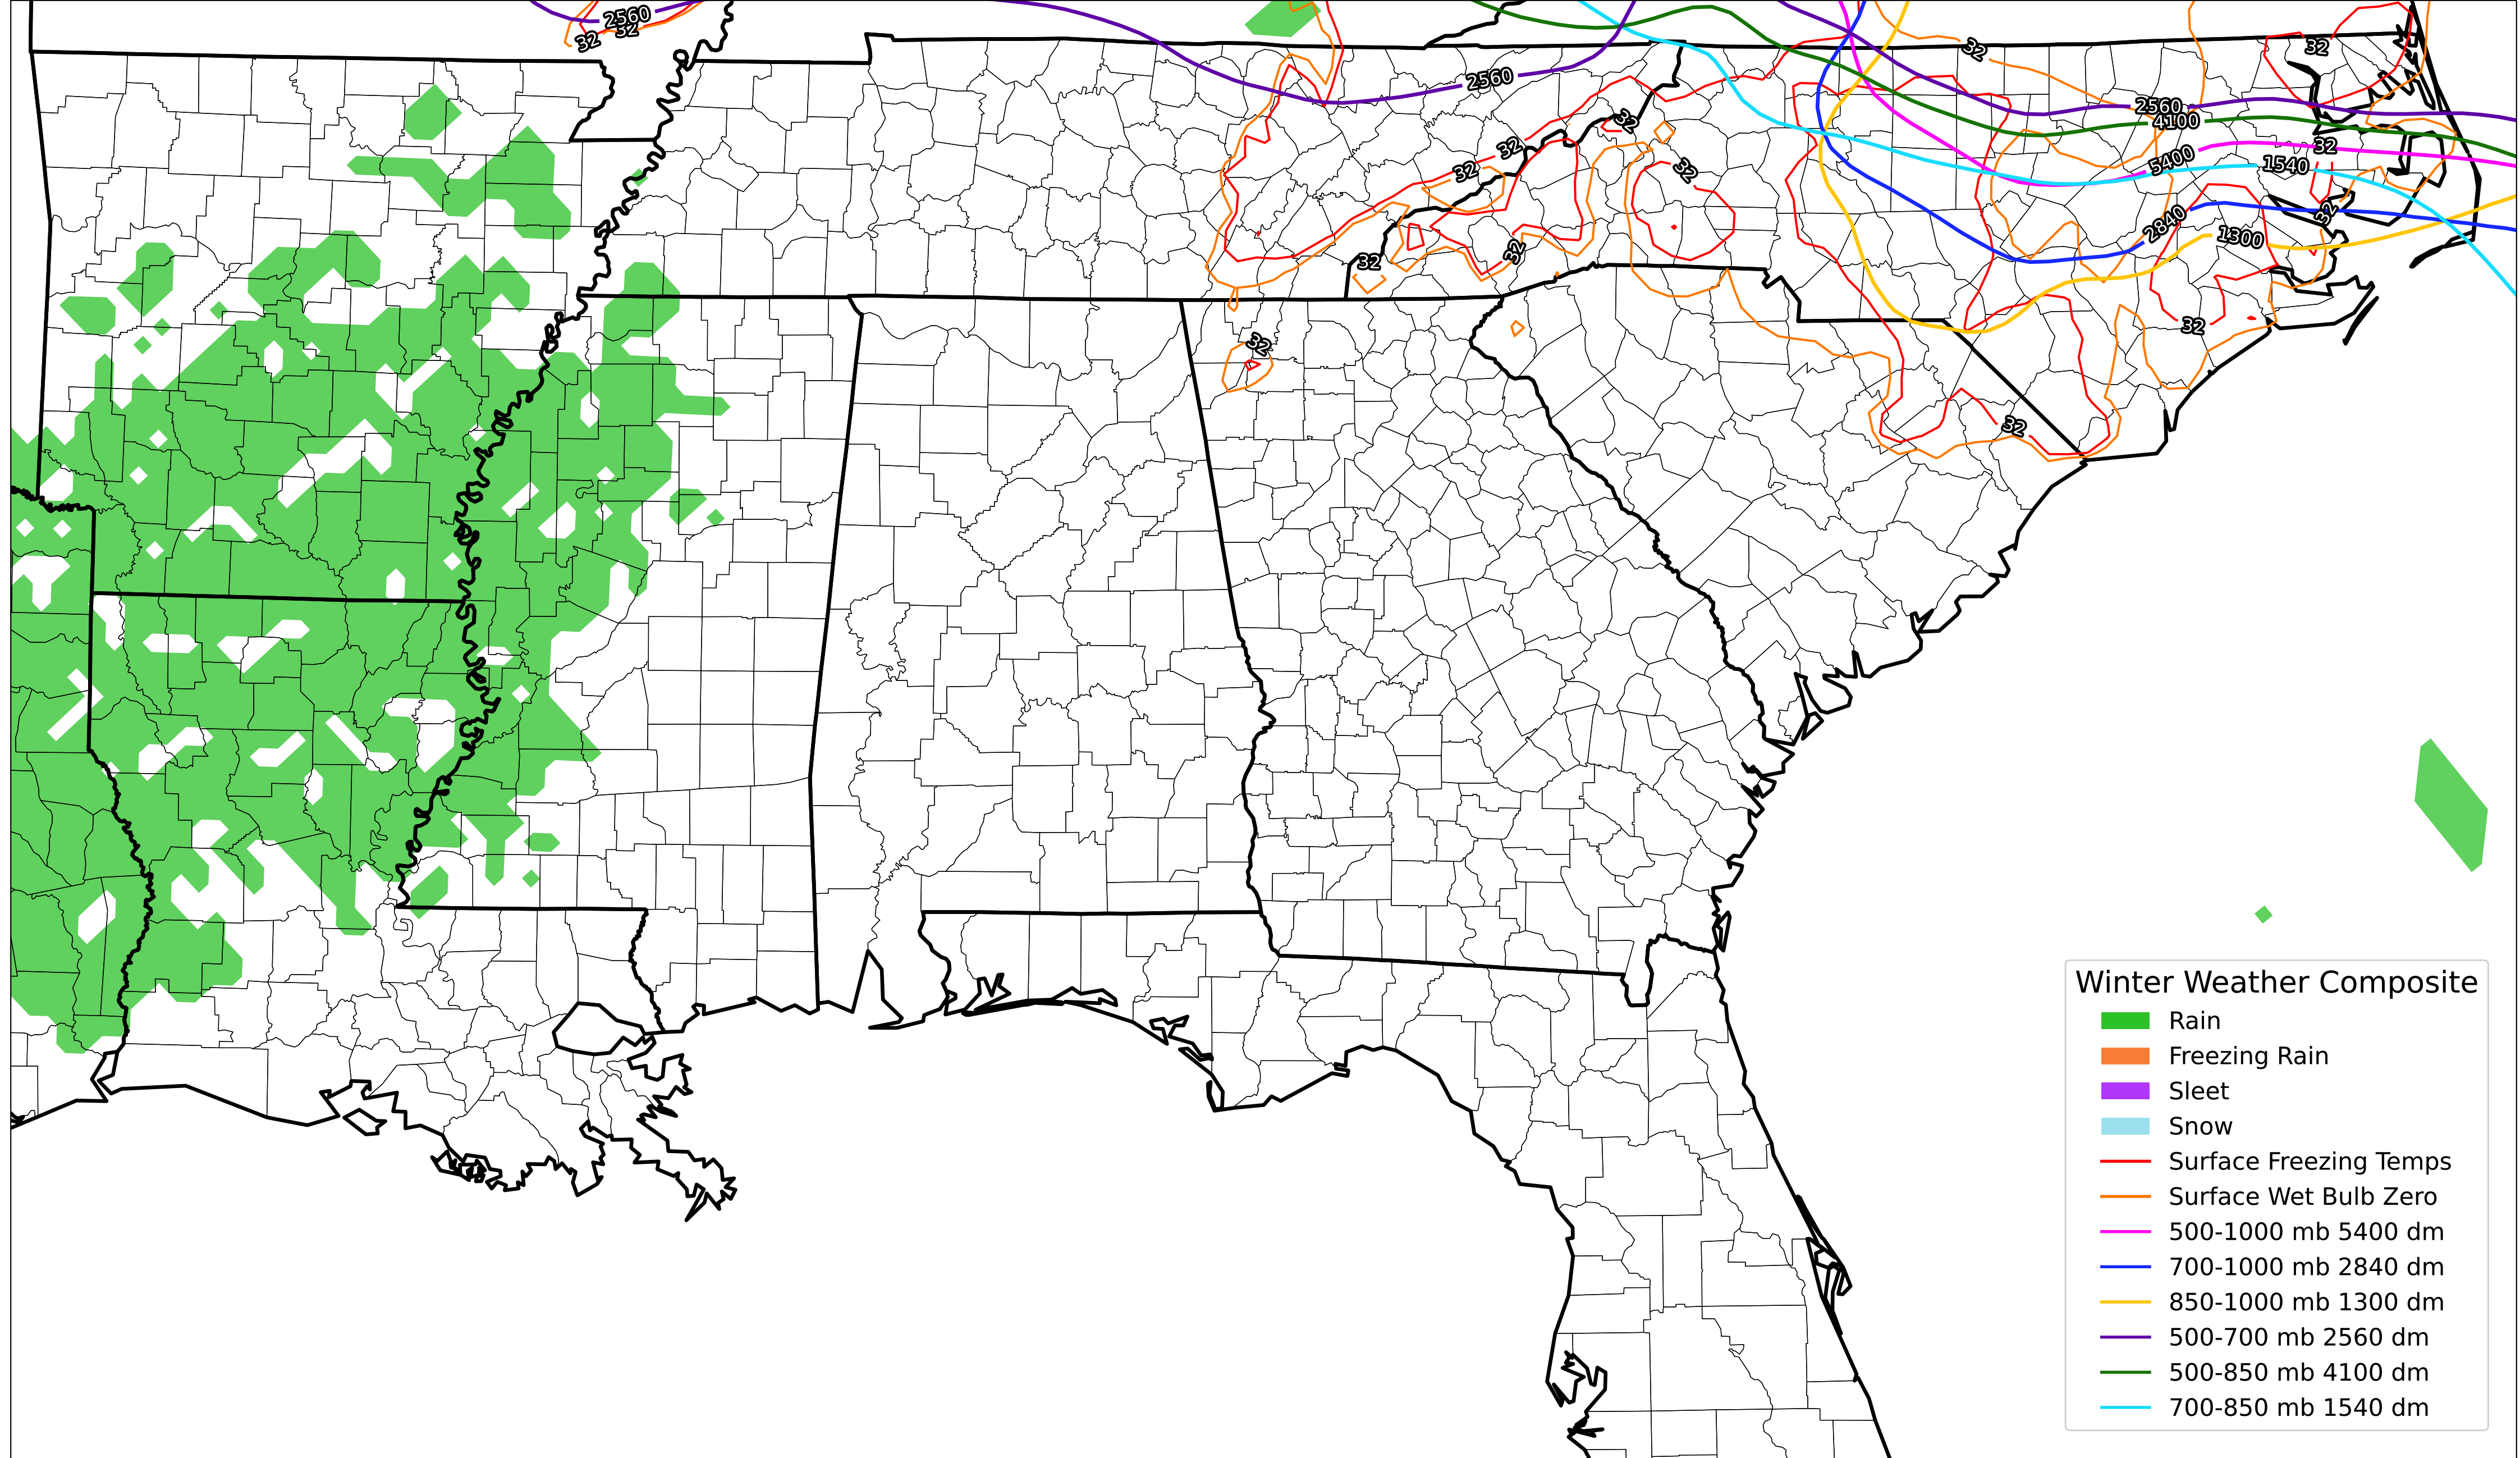 2560
32
32
32
32
2560
2560
4100
32
32
32
32
5400
1540
32
2840
32
1300
32
32
32
32
32
Winter Weather Composite
Rain
Freezing Rain
Sleet
Snow
Surface Freezing Temps
Surface Wet Bulb Zero
500-1000 mb 5400 dm
700-1000 mb 2840 dm
850-1000 mb 1300 dm
500-700 mb 2560 dm
500-850 mb 4100 dm
700-850 mb 1540 dm